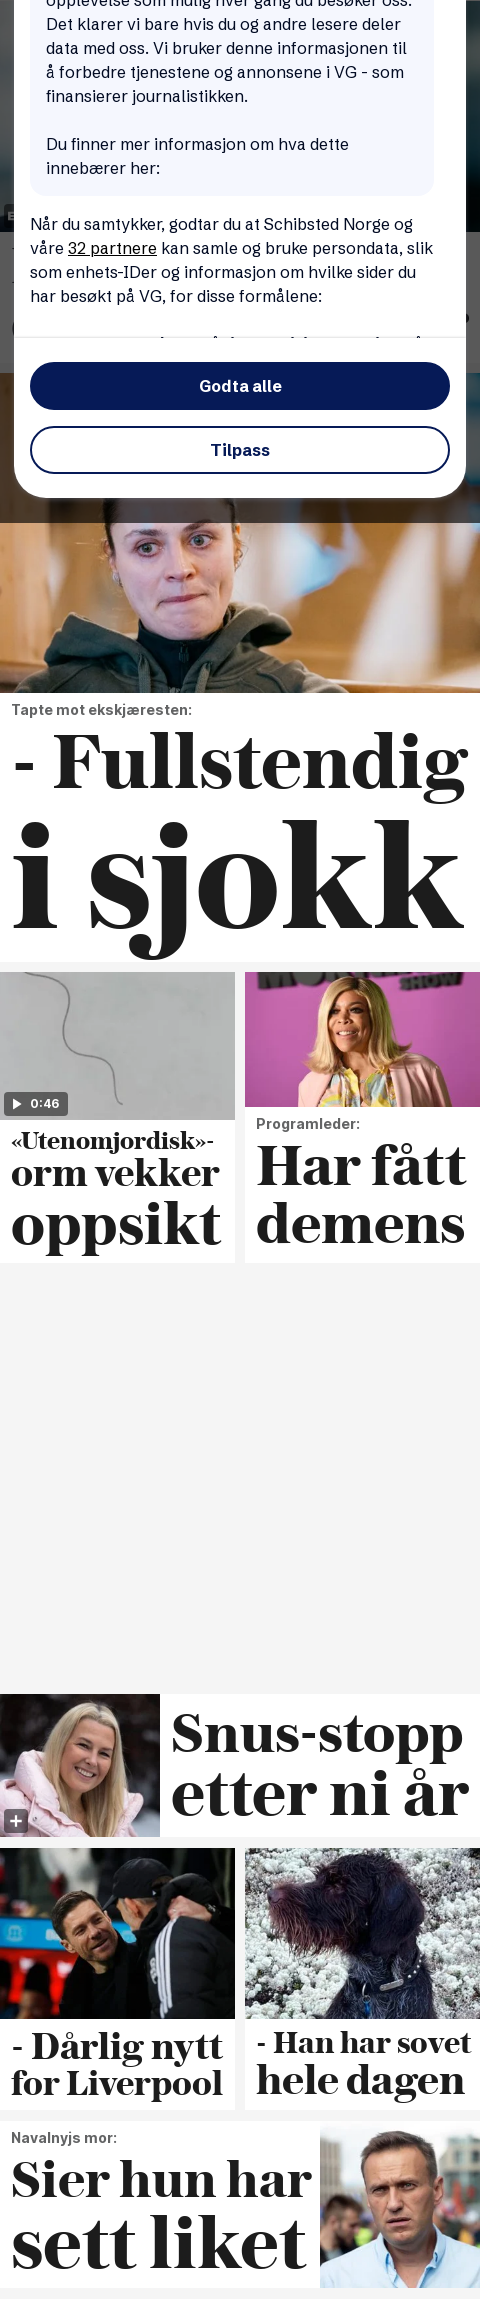 opplevelse som mulig hver gang du besøker oss.
Det klarer vi bare hvis du og andre lesere deler
data med oss. Vi bruker denne informasjonen til
å forbedre tjenestene og annonsene i VG - som
finansierer journalistikken.
Du finner mer informasjon om hva dette
innebærer her:
Når du samtykker, godtar du at Schibsted Norge og
våre 32 partnere kan samle og bruke persondata, slik
som enhets-IDer og informasjon om hvilke sider du
har besøkt på VG, for disse formålene:
Godta alle
Tilpass
Tapte mot ekskjæresten:
- Fullstendig
i sjokk
0:46
«Utenomjordisk»-
orm vekker
oppsikt
SHOW
Programleder:
Har fått
demens
Snus-stopp
etter ni år
- Dårlig nytt
for Liverpool
- Han har sovet
hele dagen
Navalnyjs mor:
Sier hun har
sett liket